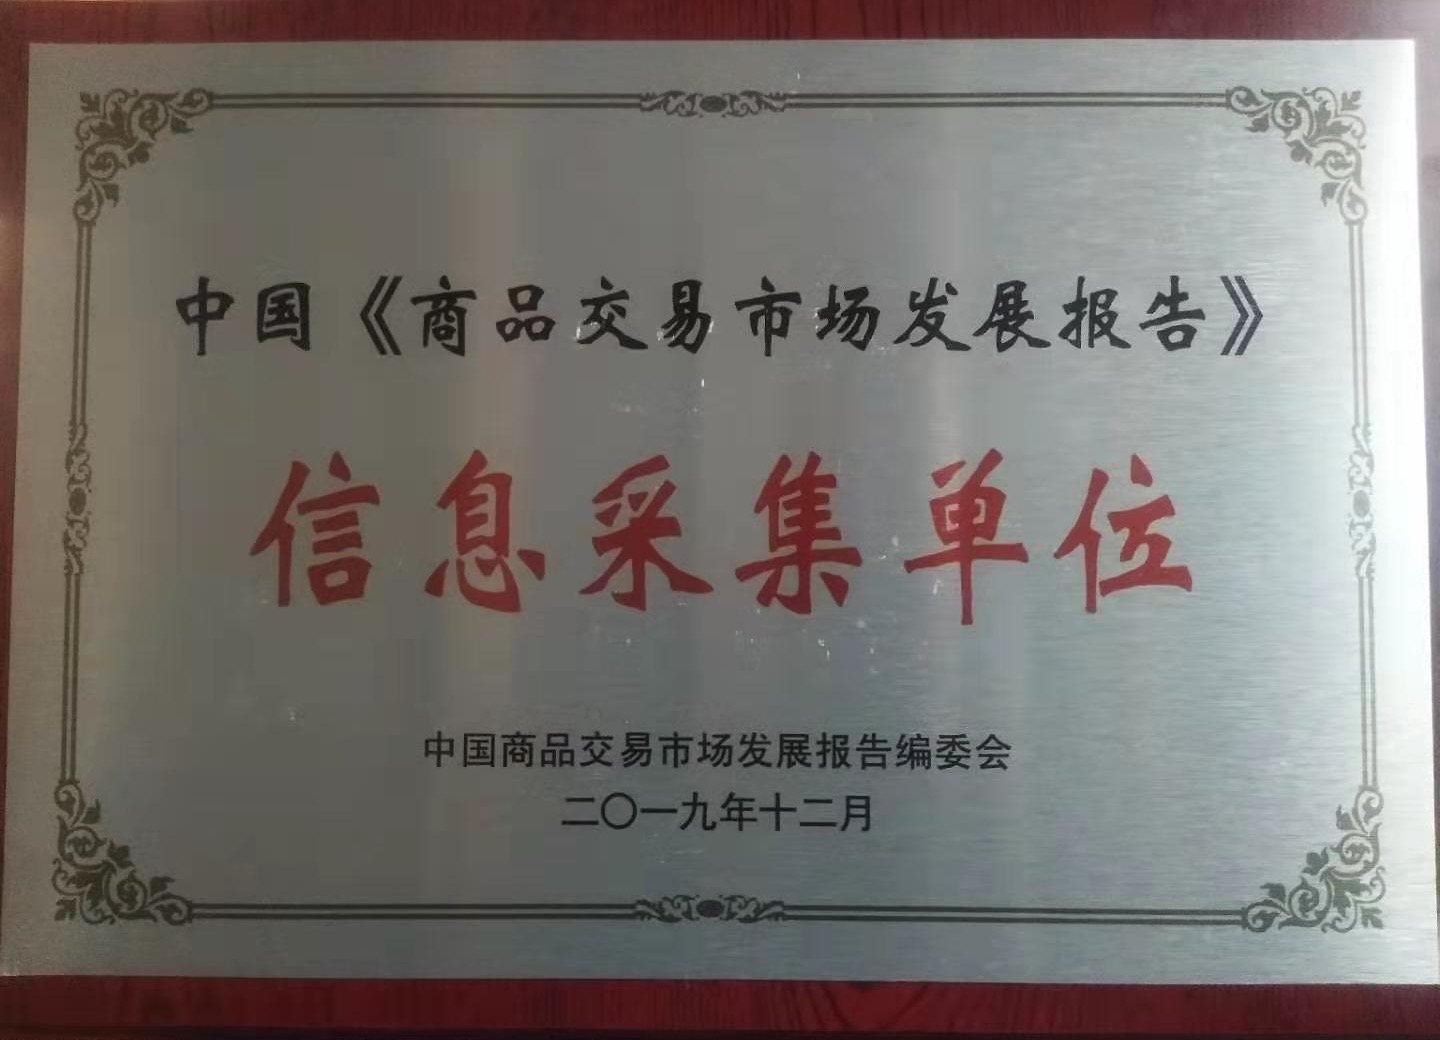 中国《商品交易市场发展报告》
信息采集单位
中国商品交易市场发展报告编委会
二〇一九年十二月